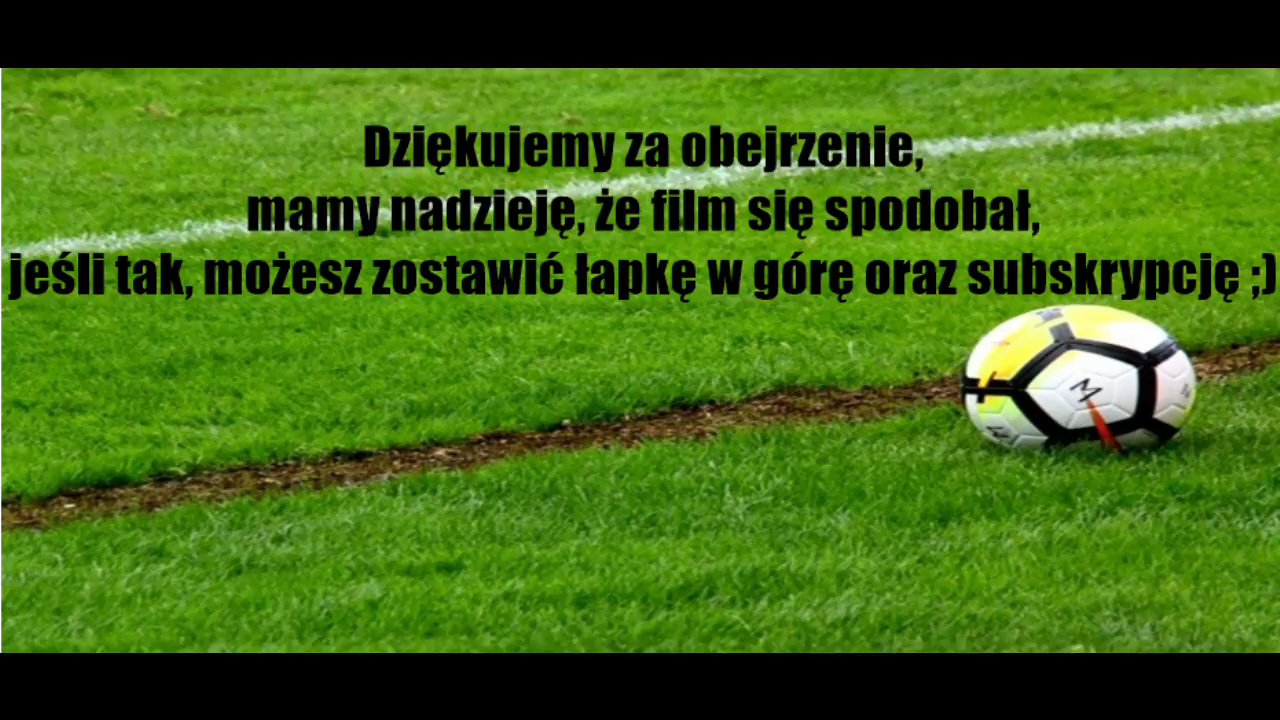 Dziękujemy za obejrzenie,
mamy nadzieję, że film się spodobał,
jeśli tak, możesz zostawić łapkę w górę oraz subskrypcję ;)
M